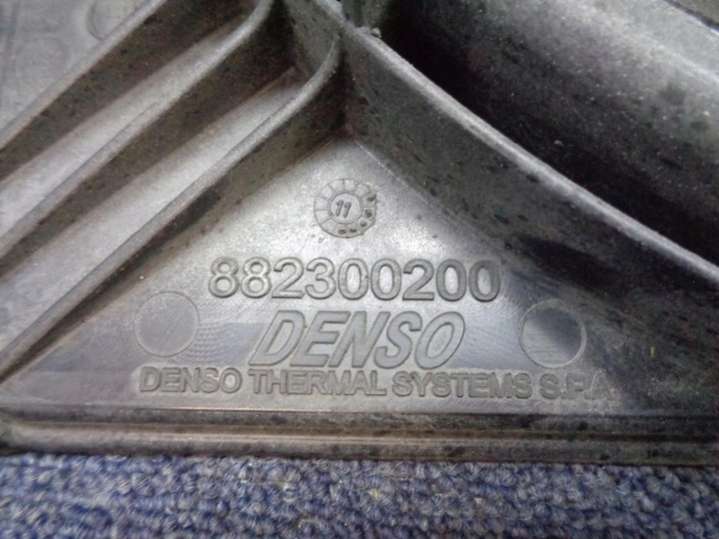 11
882300200
DENSO
DENSO THERMAL SYSTEMS S.P.A